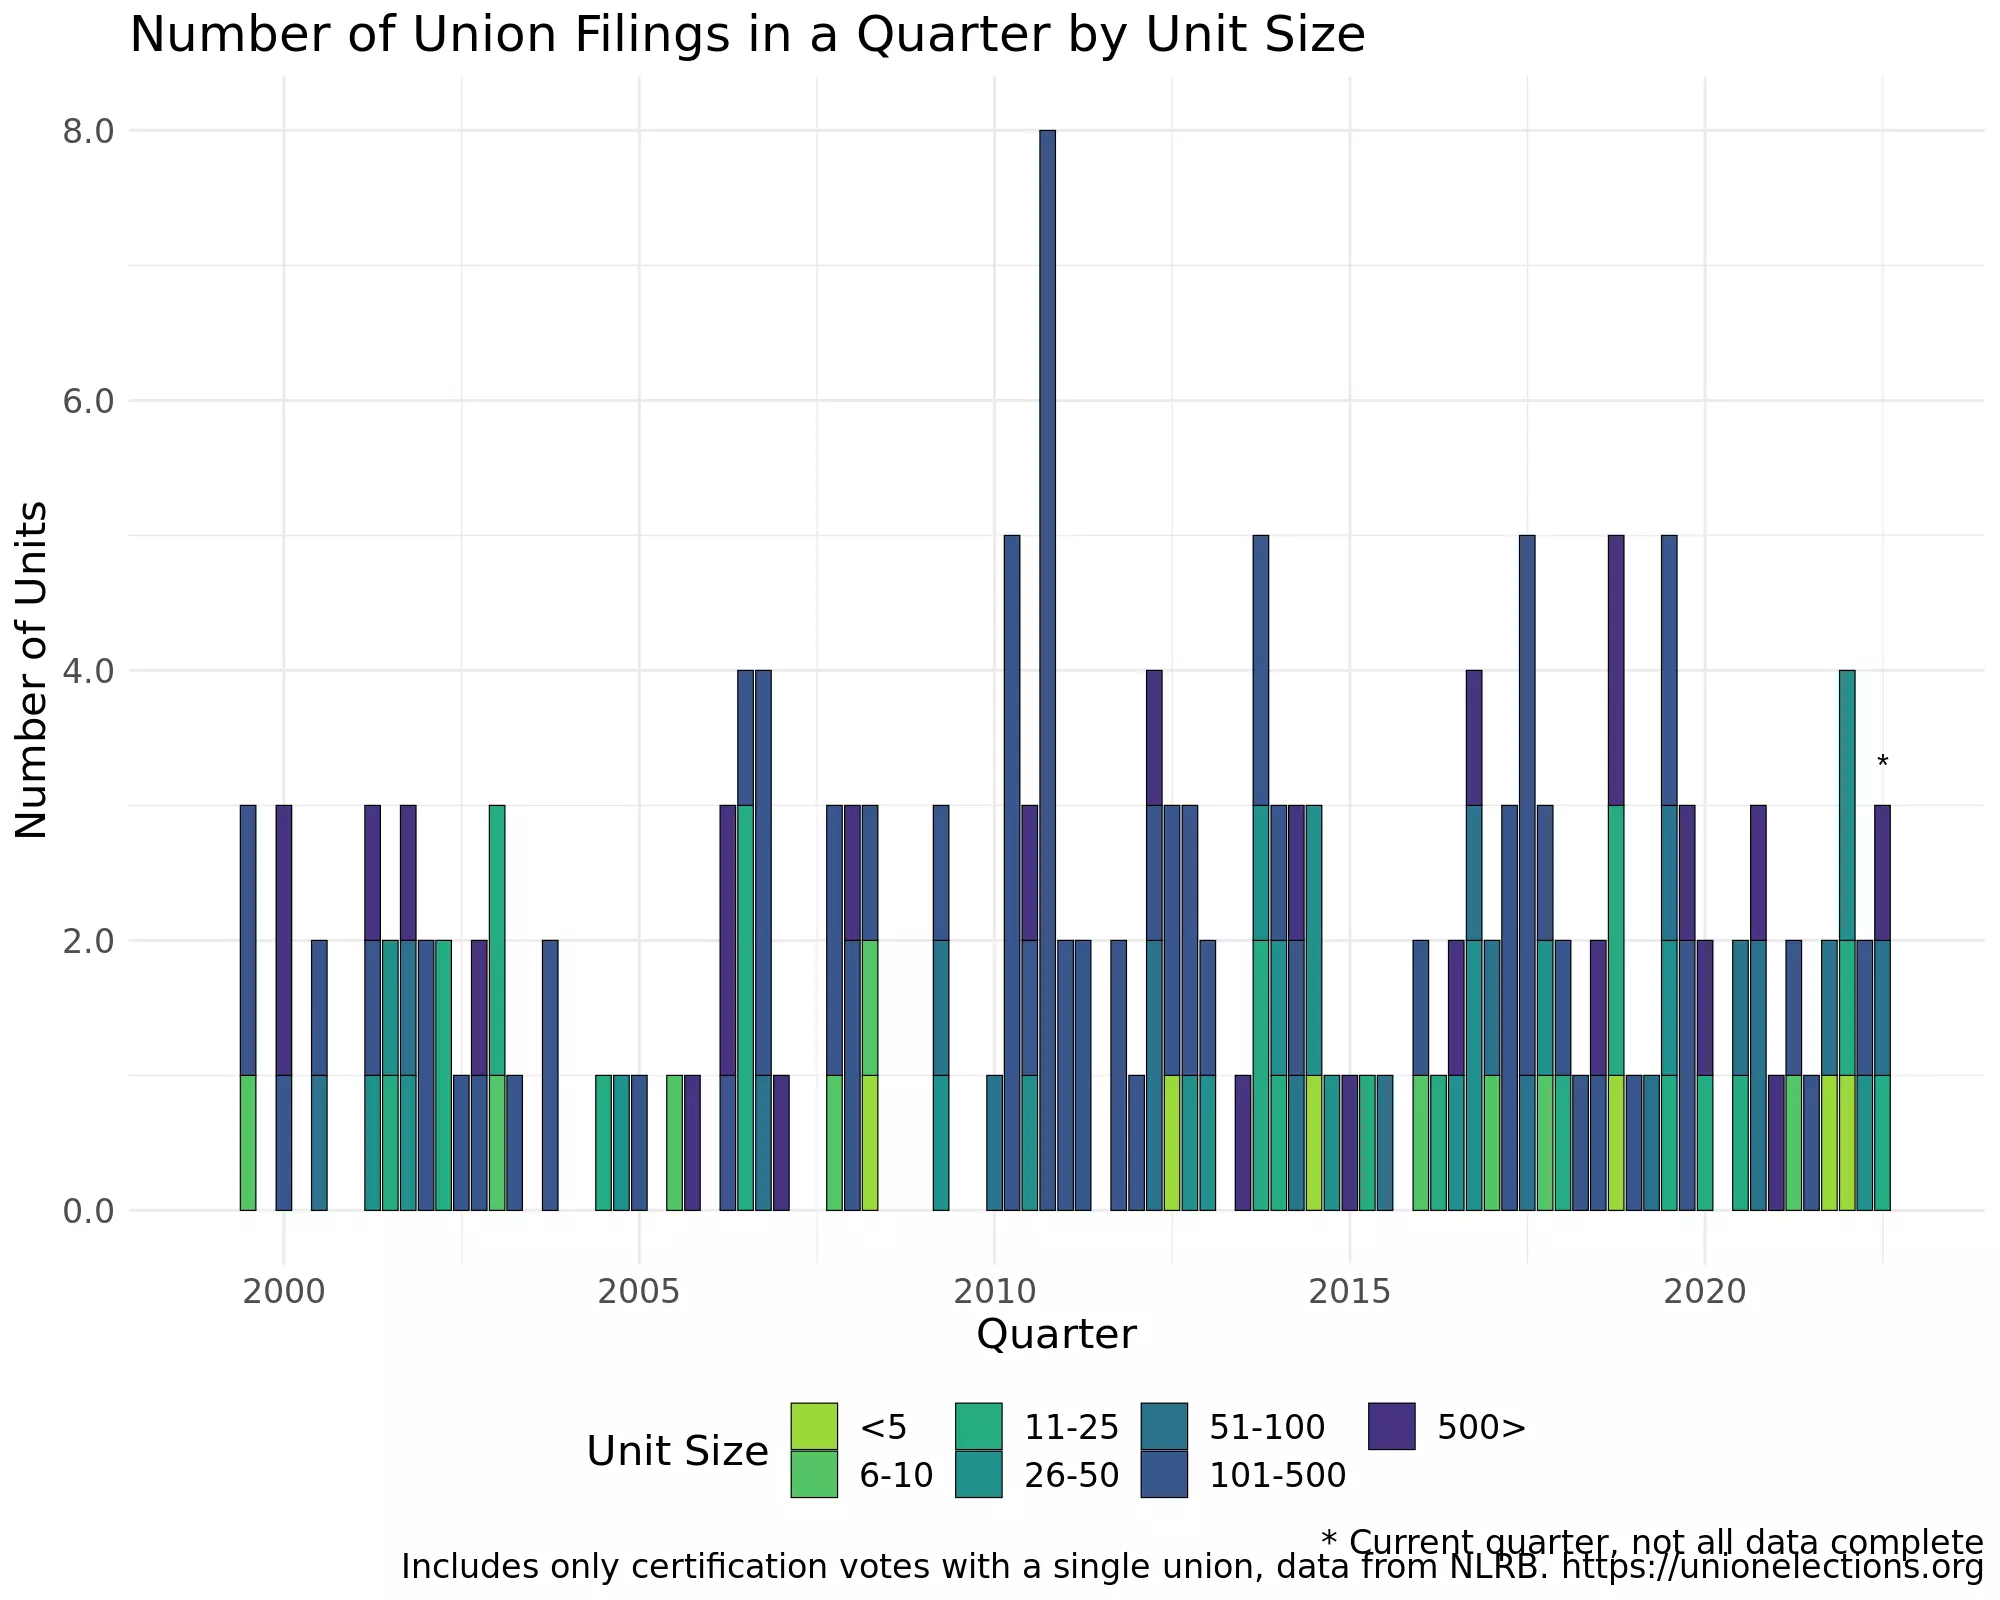 Number of Union Filings in a Quarter by Unit Size
Number of Units
8.0
6.0
4.0
2.0
0.0
*
2000 2005 2010 2015 2020
Quarter
Unit Size
<5 11-25 51-100 500>
6-10 26-50 101-500
* Current quarter, not all data complete
Includes only certification votes with a single union, data from NLRB. https://unionelections.org